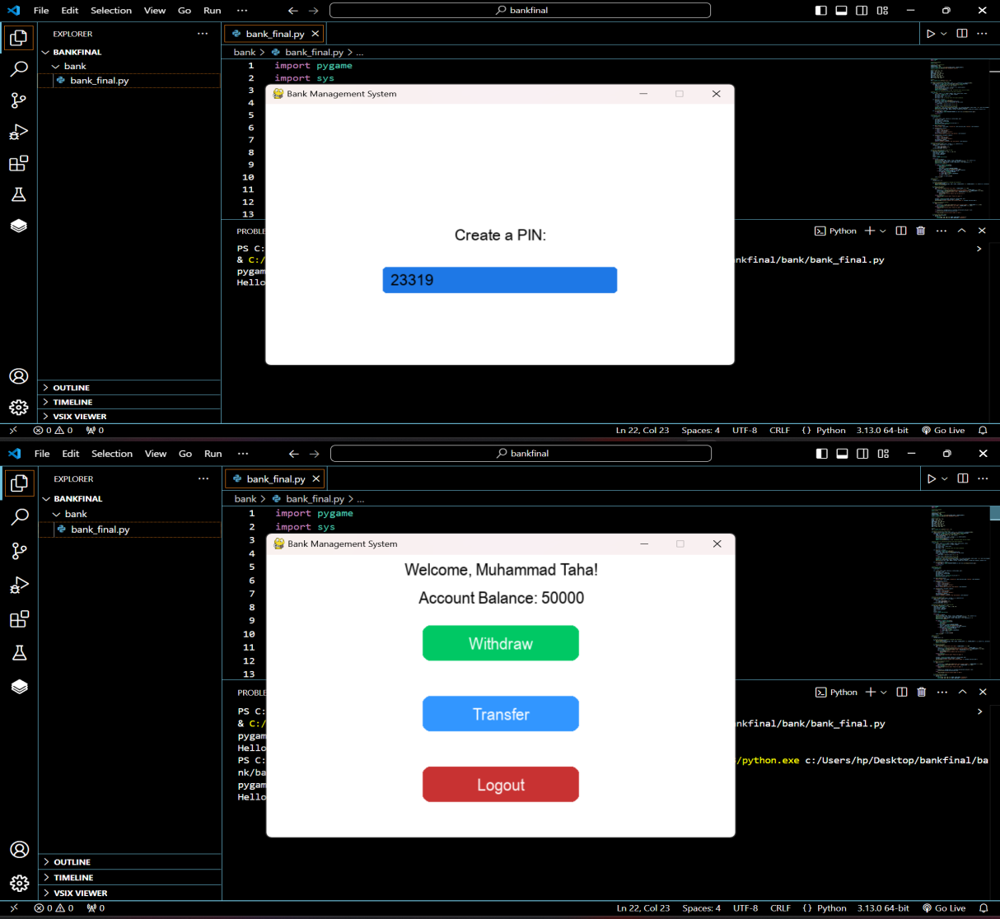 File Edit Selection View Go Run ··· bankfinal
EXPLORER ···
bank_final.py
BANKFINAL
bank > bank_final.py > ...
bank
1 import pygame
bank_final.py
2 import sys
3
Bank Management System
4
5
6
7
8
9
10
11
12
13
Create a PIN:
23319
PROBLE
Python
PS C:
& C:/
nkfinal/bank/bank_final.py
pygam
Hello
OUTLINE
TIMELINE
VSIX VIEWER
0 0 0
Ln 22, Col 23 Spaces: 4 UTF-8 CRLF {} Python 3.13.0 64-bit Go Live
File Edit Selection View Go Run ··· bankfinal
EXPLORER ···
bank_final.py
BANKFINAL
bank > bank_final.py > ...
bank
1 import pygame
bank_final.py
2 import sys
3
Bank Management System
4
5
6
7
8
9
10
11
12
13
Welcome, Muhammad Taha!
Account Balance: 50000
Withdraw
Transfer
Logout
PROBLE
Python
PS C:
& C:/
nkfinal/bank/bank_final.py
pygam
Hello
PS C:
/python.exe c:/Users/hp/Desktop/bankfinal/ba
nk/ba
pygam
Hello
OUTLINE
TIMELINE
VSIX VIEWER
0 0 0
Ln 22, Col 23 Spaces: 4 UTF-8 CRLF {} Python 3.13.0 64-bit Go Live